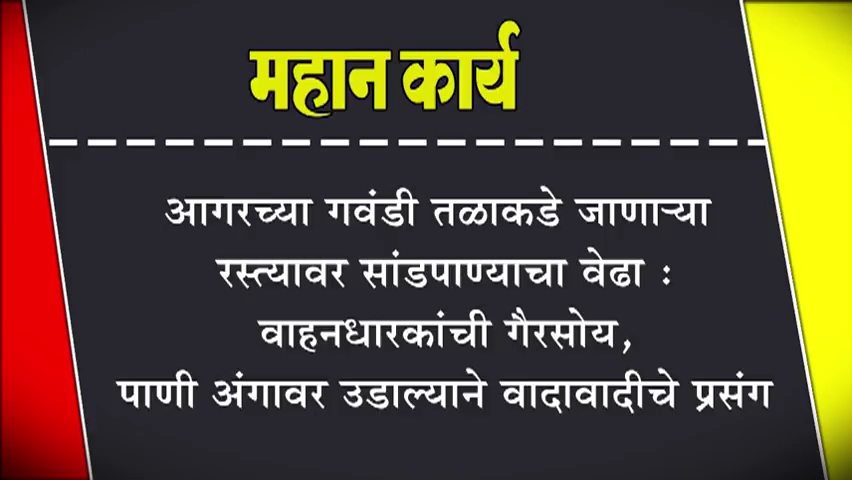 महान कार्य
आगरच्या गवंडी तळाकडे जाणाऱ्या
रस्त्यावर सांडपाण्याचा वेढा :
वाहनधारकांची गैरसोय,
पाणी अंगावर उडाल्याने वादावादीचे प्रसंग